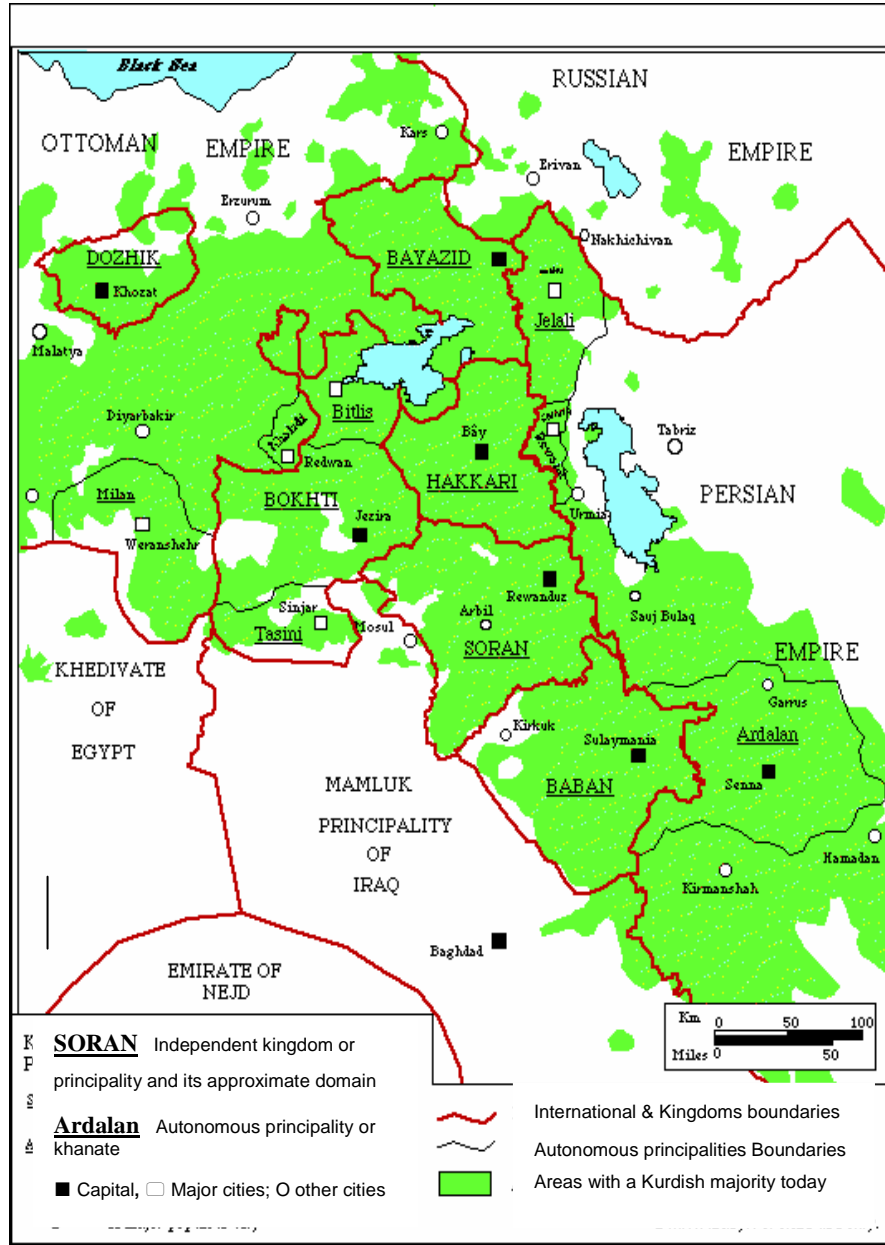 Black Sea
RUSSIAN
OTTOMAN EMPIRE
EMPIRE
Kars
Erivan
Erzurum
Nakhichivan
DOZHIK
Khozat
BAYAZID
Jelali
Malatya
Bitlis
Diyarbakir
Redwan
Bây
HAKKARI
Tabriz
PERSIAN
Milan
Weranshehr
BOKHTI
Jezira
Urmia
Rewanduz
Sauj Bulaq
Sinjar
Tasini
Mosul
Arbil
SORAN
EMPIRE
KHEDIVATE
OF
EGYPT
Garrus
Kirkuk
Sulaymania
Ardalan
Senna
BABAN
MAMLUK
PRINCIPALITY
OF
IRAQ
Hamadan
Kirmanshah
Baghdad
EMIRATE OF
NEJD
Km 0 50 100
Miles 0 50
SORAN Independent kingdom or
principality and its approximate domain
Ardalan Autonomous principality or
khanate
■ Capital, ▢ Major cities; O other cities
International & Kingdoms boundaries
Autonomous principalities Boundaries
Areas with a Kurdish majority today